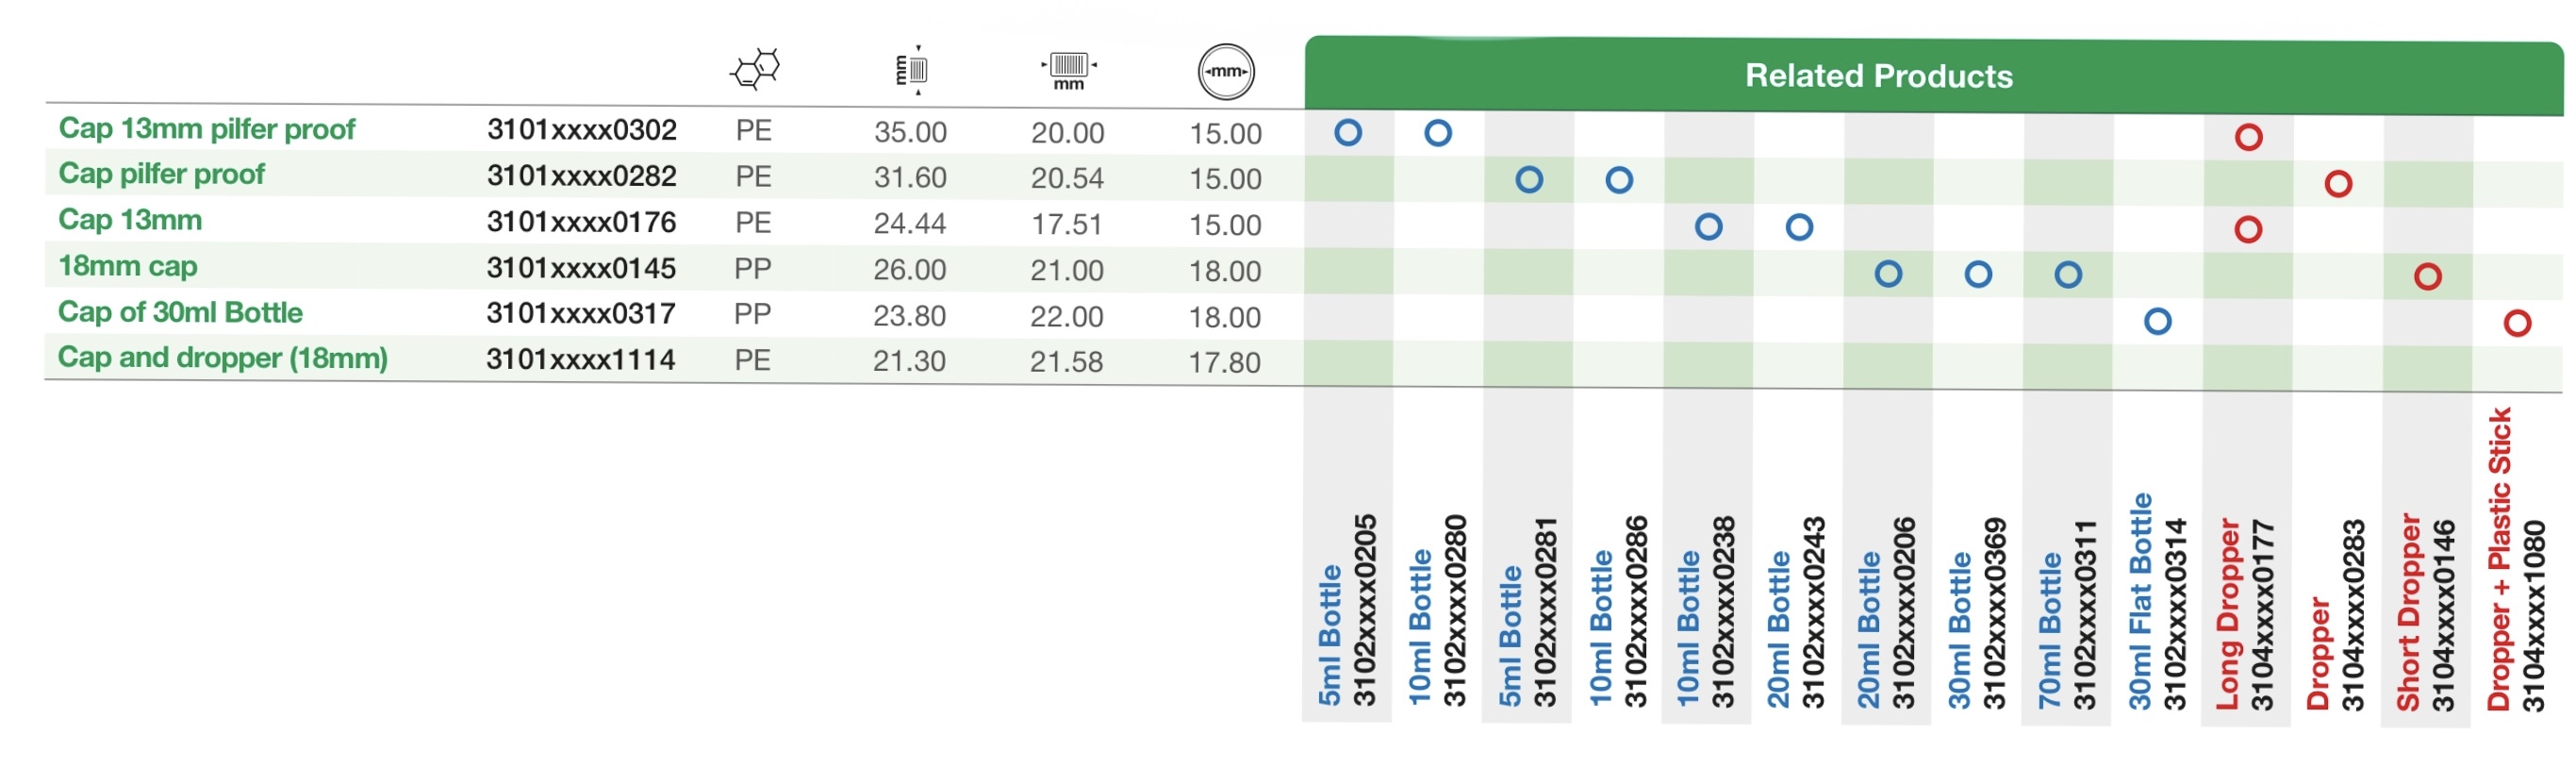 mm
mm
mm
Related Products
Cap 13mm pilfer proof 3101xxxx0302 PE 35.00 20.00 15.00
Cap pilfer proof 3101xxxx0282 PE 31.60 20.54 15.00
Cap 13mm 3101xxxx0176 PE 24.44 17.51 15.00
18mm cap 3101xxxx0145 PP 26.00 21.00 18.00
Cap of 30ml Bottle 3101xxxx0317 PP 23.80 22.00 18.00
Cap and dropper (18mm) 3101xxxx1114 PE 21.30 21.58 17.80
5ml Bottle
3102xxxx0205
10ml Bottle
3102xxxx0280
5ml Bottle
3102xxxx0281
10ml Bottle
3102xxxx0286
10ml Bottle
3102xxxx0238
20ml Bottle
3102xxxx0243
20ml Bottle
3102xxxx0206
30ml Bottle
3102xxxx0369
70ml Bottle
3102xxxx0311
30ml Flat Bottle
3102xxxx0314
Long Dropper
3104xxxx0177
Dropper
3104xxxx0283
Short Dropper
3104xxxx0146
Dropper + Plastic Stick
3104xxxx1080